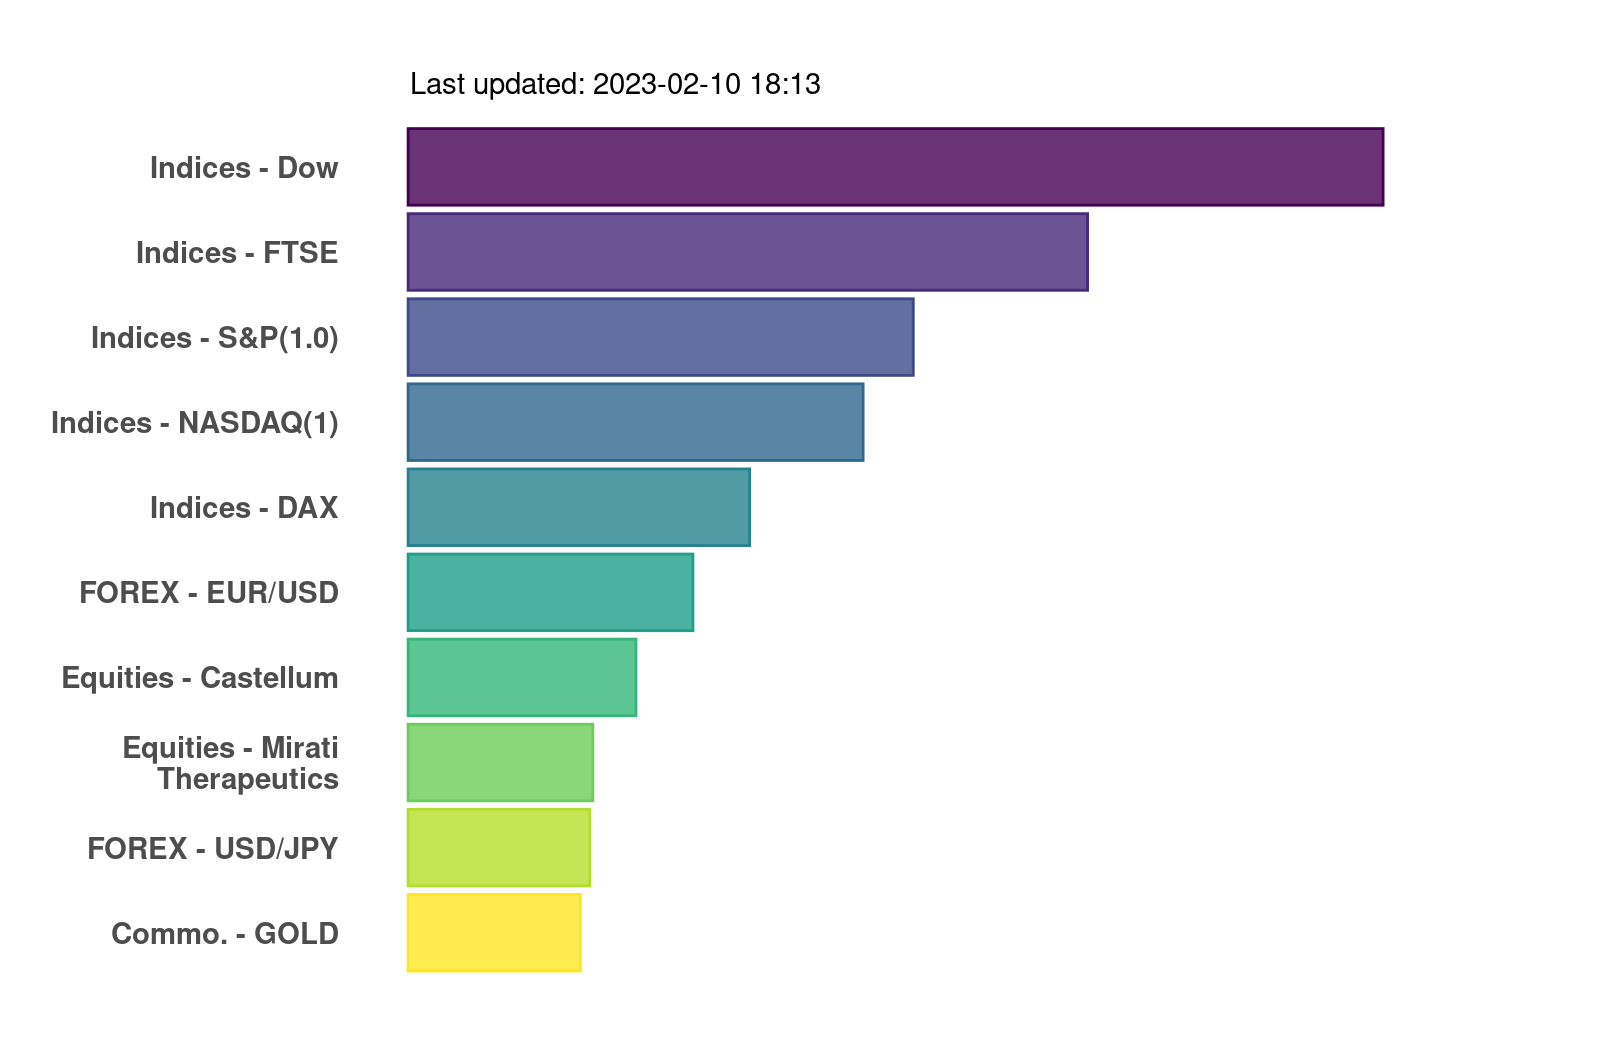 Last updated: 2023-02-10 18:13
Indices - Dow
Indices - FTSE
Indices - S&P(1.0)
Indices - NASDAQ(1)
Indices - DAX
FOREX - EUR/USD
Equities - Castellum
Equities - Mirati
Therapeutics
FOREX - USD/JPY
Commo. - GOLD